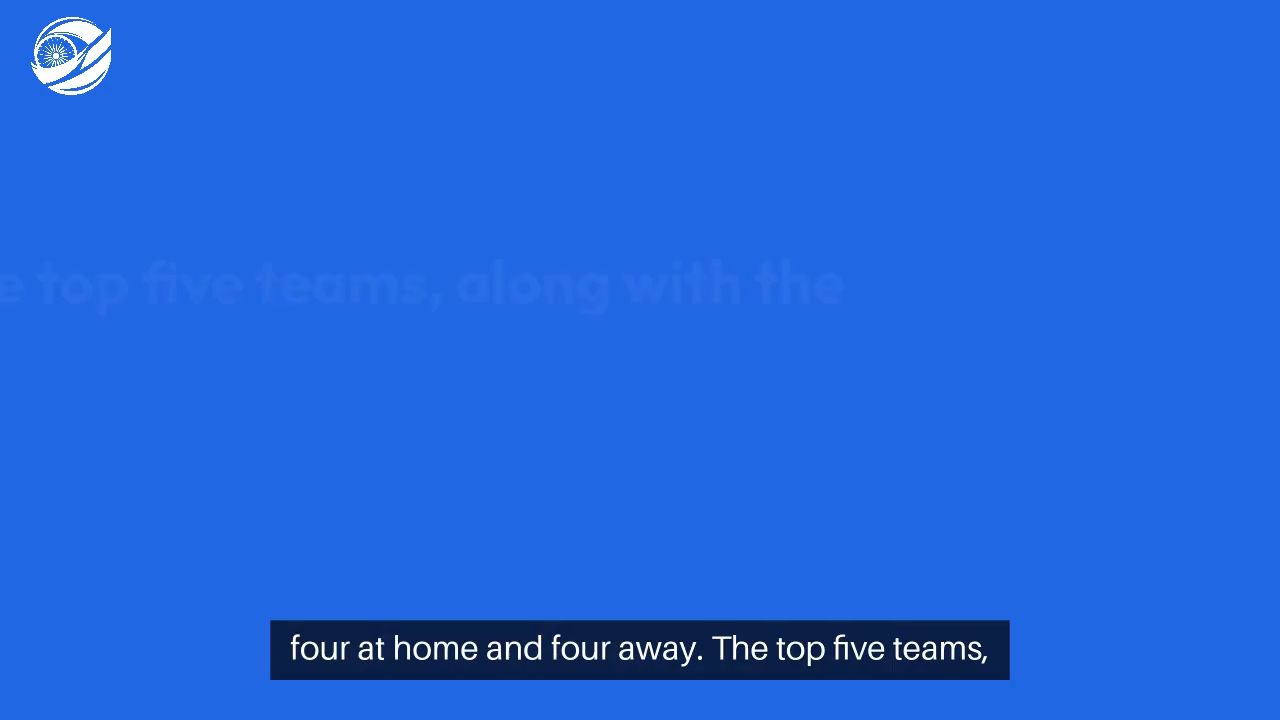 e top five teams, along with the
four at home and four away. The top five teams,